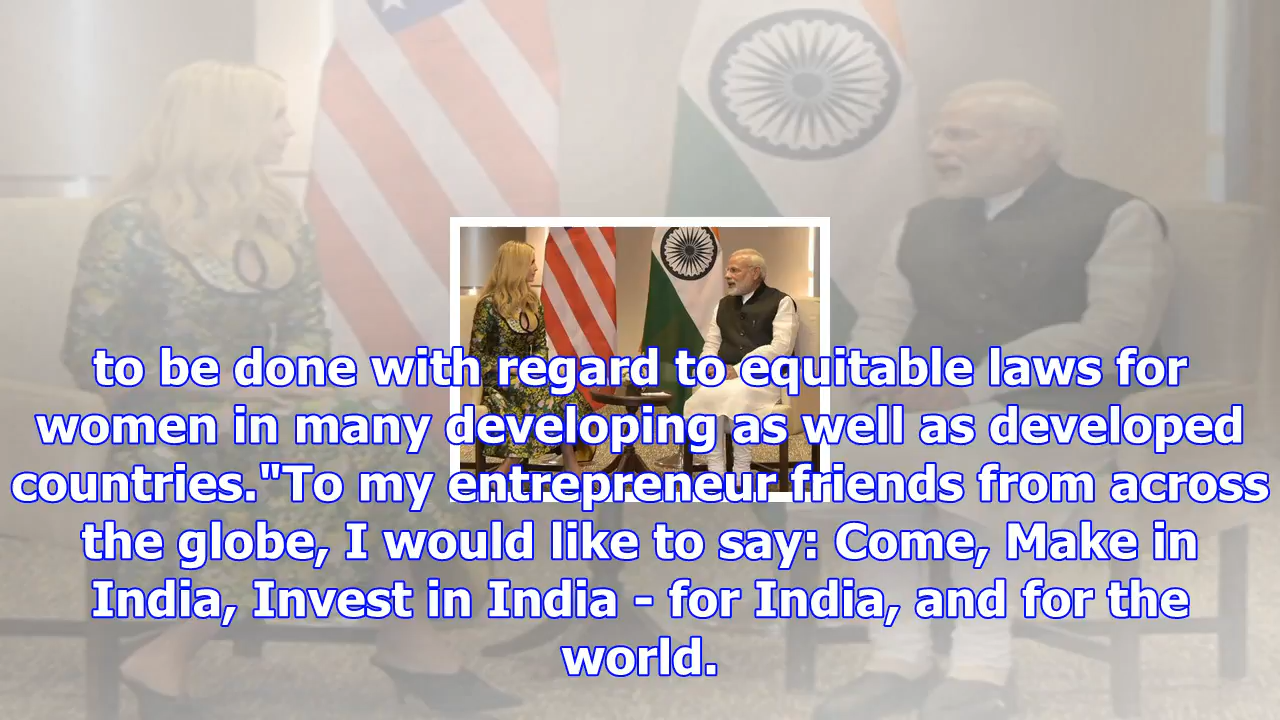 to be done with regard to equitable laws for
women in many developing as well as developed
countries."To my entrepreneur friends from across
the globe, I would like to say: Come, Make in
India, Invest in India - for India, and for the
world.